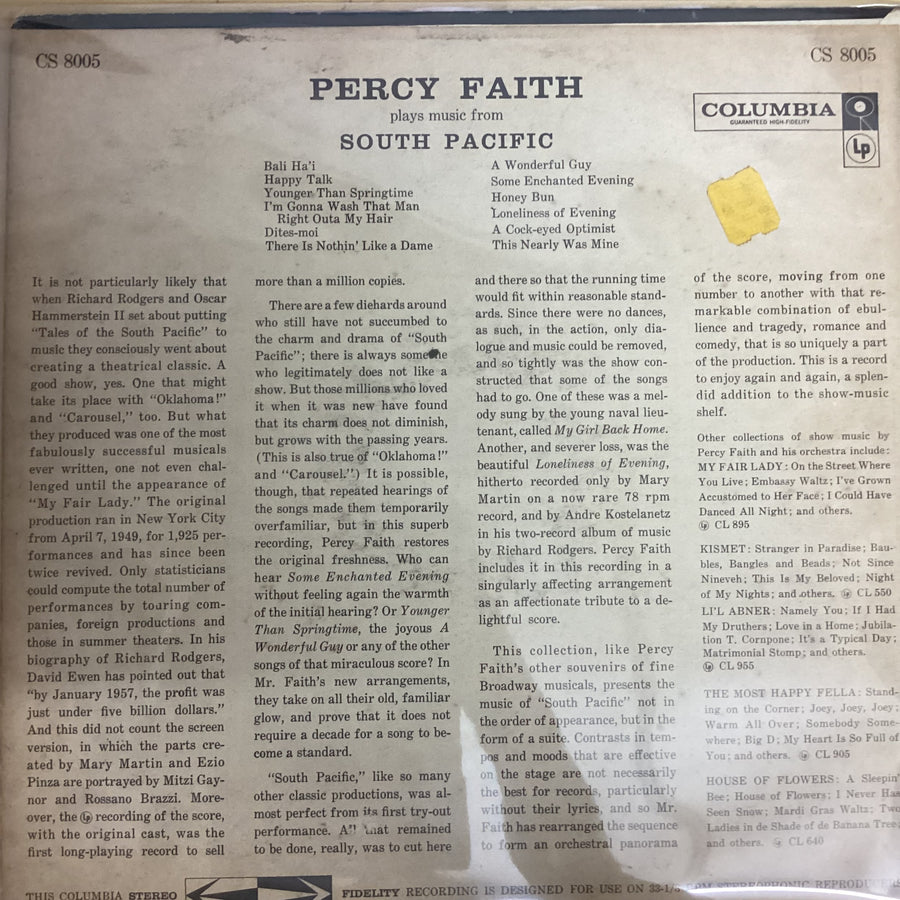 CS 8005
CS 8005
PERCY FAITH
plays music from
SOUTH PACIFIC
COLUMBIA
GUARANTEED HIGH-FIDELITY
Lp
Bali Ha'i
Happy Talk
Younger Than Springtime
I'm Gonna Wash That Man
Right Outa My Hair
Dites-moi
There Is Nothin' Like a Dame
A Wonderful Guy
Some Enchanted Evening
Honey Bun
Loneliness of Evening
A Cock-eyed Optimist
This Nearly Was Mine
It is not particularly likely that
when Richard Rodgers and Oscar
Hammerstein II set about putting
“Tales of the South Pacific” to
music they consciously went about
creating a theatrical classic. A
good show, yes. One that might
take its place with “Oklahoma!”
and “Carousel,” too. But what
they produced was one of the most
fabulously successful musicals
ever written, one not even chal-
lenged until the appearance of
“My Fair Lady.” The original
production ran in New York City
from April 7, 1949, for 1,925 per-
formances and has since been
twice revived. Only statisticians
could compute the total number of
performances by touring com-
panies, foreign productions and
those in summer theaters. In his
biography of Richard Rodgers,
David Ewen has pointed out that
“by January 1957, the profit was
just under five billion dollars.”
And this did not count the screen
version, in which the parts cre-
ated by Mary Martin and Ezio
Pinza are portrayed by Mitzi Gay-
nor and Rossano Brazzi. More-
over, the Lp recording of the score,
with the original cast, was the
first long-playing record to sell
more than a million copies.
There are a few diehards around
who still have not succumbed to
the charm and drama of “South
Pacific”; there is always someone
who legitimately does not like a
show. But those millions who loved
it when it was new have found
that its charm does not diminish,
but grows with the passing years.
(This is also true of “Oklahoma!”
and “Carousel.”) It is possible,
though, that repeated hearings of
the songs made them temporarily
overfamiliar, but in this superb
recording, Percy Faith restores
the original freshness. Who can
hear Some Enchanted Evening
without feeling again the warmth
of the initial hearing? Or Younger
Than Springtime, the joyous A
Wonderful Guy or any of the other
songs of that miraculous score? In
Mr. Faith's new arrangements,
they take on all their old, familiar
glow, and prove that it does not
require a decade for a song to be-
come a standard.
“South Pacific,” like so many
other classic productions, was al-
most perfect from its first try-out
performance. All that remained
to be done, really, was to cut here
and there so that the running time
would fit within reasonable stand-
ards. Since there were no dances,
as such, in the action, only dia-
logue and music could be removed,
and so tightly was the show con-
structed that some of the songs
had to go. One of these was a mel-
ody sung by the young naval lieu-
tenant, called My Girl Back Home.
Another, and severer loss, was the
beautiful Loneliness of Evening,
hitherto recorded only by Mary
Martin on a now rare 78 rpm
record, and by Andre Kostelanetz
in his two-record album of music
by Richard Rodgers. Percy Faith
includes it in this recording in a
singularly affecting arrangement
as an affectionate tribute to a de-
lightful score.
This collection, like Percy
Faith's other souvenirs of fine
Broadway musicals, presents the
music of “South Pacific” not in
the order of appearance, but in the
form of a suite. Contrasts in tem-
pos and moods that are effective
on the stage are not necessarily
the best for records, particularly
without their lyrics, and so Mr.
Faith has rearranged the sequence
to form an orchestral panorama
of the score, moving from one
number to another with that re-
markable combination of ebul-
lience and tragedy, romance and
comedy, that is so uniquely a part
of the production. This is a record
to enjoy again and again, a splen-
did addition to the show-music
shelf.
Other collections of show music by
Percy Faith and his orchestra include:
MY FAIR LADY: On the Street Where
You Live; Embassy Waltz; I've Grown
Accustomed to Her Face; I Could Have
Danced All Night; and others.
Lp CL 895
KISMET: Stranger in Paradise; Bau-
bles, Bangles and Beads; Not Since
Nineveh; This Is My Beloved; Night
of My Nights; and others. Lp CL 550
LI'L ABNER: Namely You; If I Had
My Druthers; Love in a Home; Jubila-
tion T. Cornpone; It's a Typical Day;
Matrimonial Stomp; and others.
Lp CL 955
THE MOST HAPPY FELLA: Stand-
ing on the Corner; Joey, Joey, Joey;
Warm All Over; Somebody Some-
where; Big D; My Heart Is So Full of
You; and others. Lp CL 905
HOUSE OF FLOWERS: A Sleepin'
Bee; House of Flowers; I Never Has
Seen Snow; Mardi Gras Waltz; Two
Ladies in de Shade of de Banana Tree;
and others. Lp CL 640
THIS COLUMBIA STEREO FIDELITY RECORDING IS DESIGNED FOR USE ON 33-1/3 RPM STEREOPHONIC REPRODUCERS